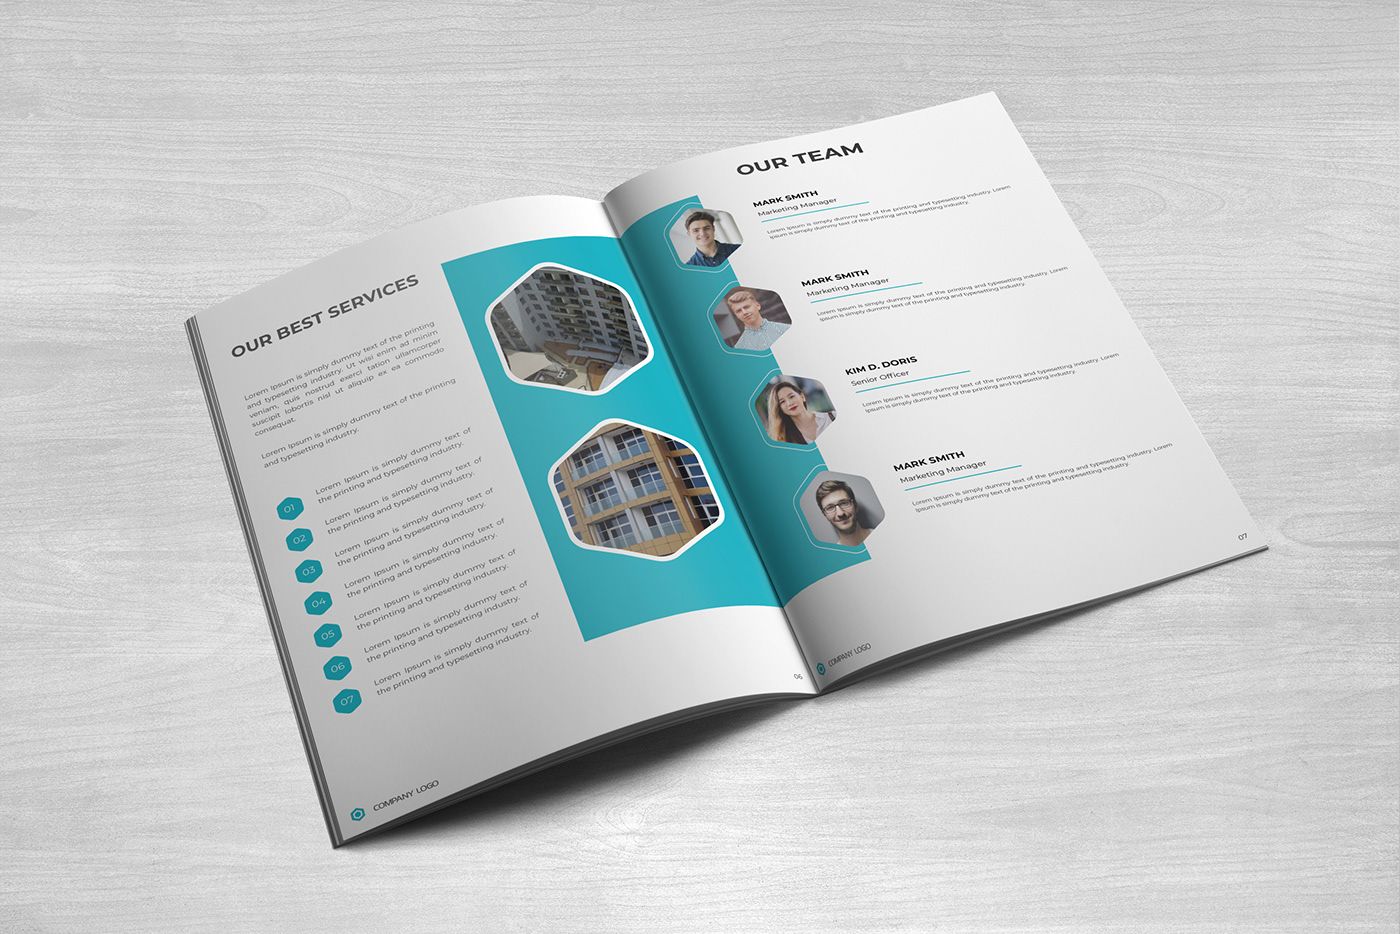 OUR BEST SERVICES
Lorem Ipsum is simply dummy text of the printing
and typesetting industry. Ut wisi enim ad minim
veniam, quis nostrud exerci tation ullamcorper
suscipit lobortis nisl ut aliquip ex ea commodo
consequat.
Lorem Ipsum is simply dummy text of the printing
and typesetting industry.
01
Lorem Ipsum is simply dummy text of
the printing and typesetting industry.
02
Lorem Ipsum is simply dummy text of
the printing and typesetting industry.
03
Lorem Ipsum is simply dummy text of
the printing and typesetting industry.
04
Lorem Ipsum is simply dummy text of
the printing and typesetting industry.
05
Lorem Ipsum is simply dummy text of
the printing and typesetting industry.
06
Lorem Ipsum is simply dummy text of
the printing and typesetting industry.
07
Lorem Ipsum is simply dummy text of
the printing and typesetting industry.
COMPANY LOGO
06
OUR TEAM
MARK SMITH
Marketing Manager
Lorem Ipsum is simply dummy text of the printing and typesetting industry. Lorem
Ipsum is simply dummy text of the printing and typesetting industry.
MARK SMITH
Marketing Manager
Lorem Ipsum is simply dummy text of the printing and typesetting industry. Lorem
Ipsum is simply dummy text of the printing and typesetting industry.
KIM D. DORIS
Senior Officer
Lorem Ipsum is simply dummy text of the printing and typesetting industry. Lorem
Ipsum is simply dummy text of the printing and typesetting industry.
MARK SMITH
Marketing Manager
Lorem Ipsum is simply dummy text of the printing and typesetting industry. Lorem
Ipsum is simply dummy text of the printing and typesetting industry.
COMPANY LOGO
07